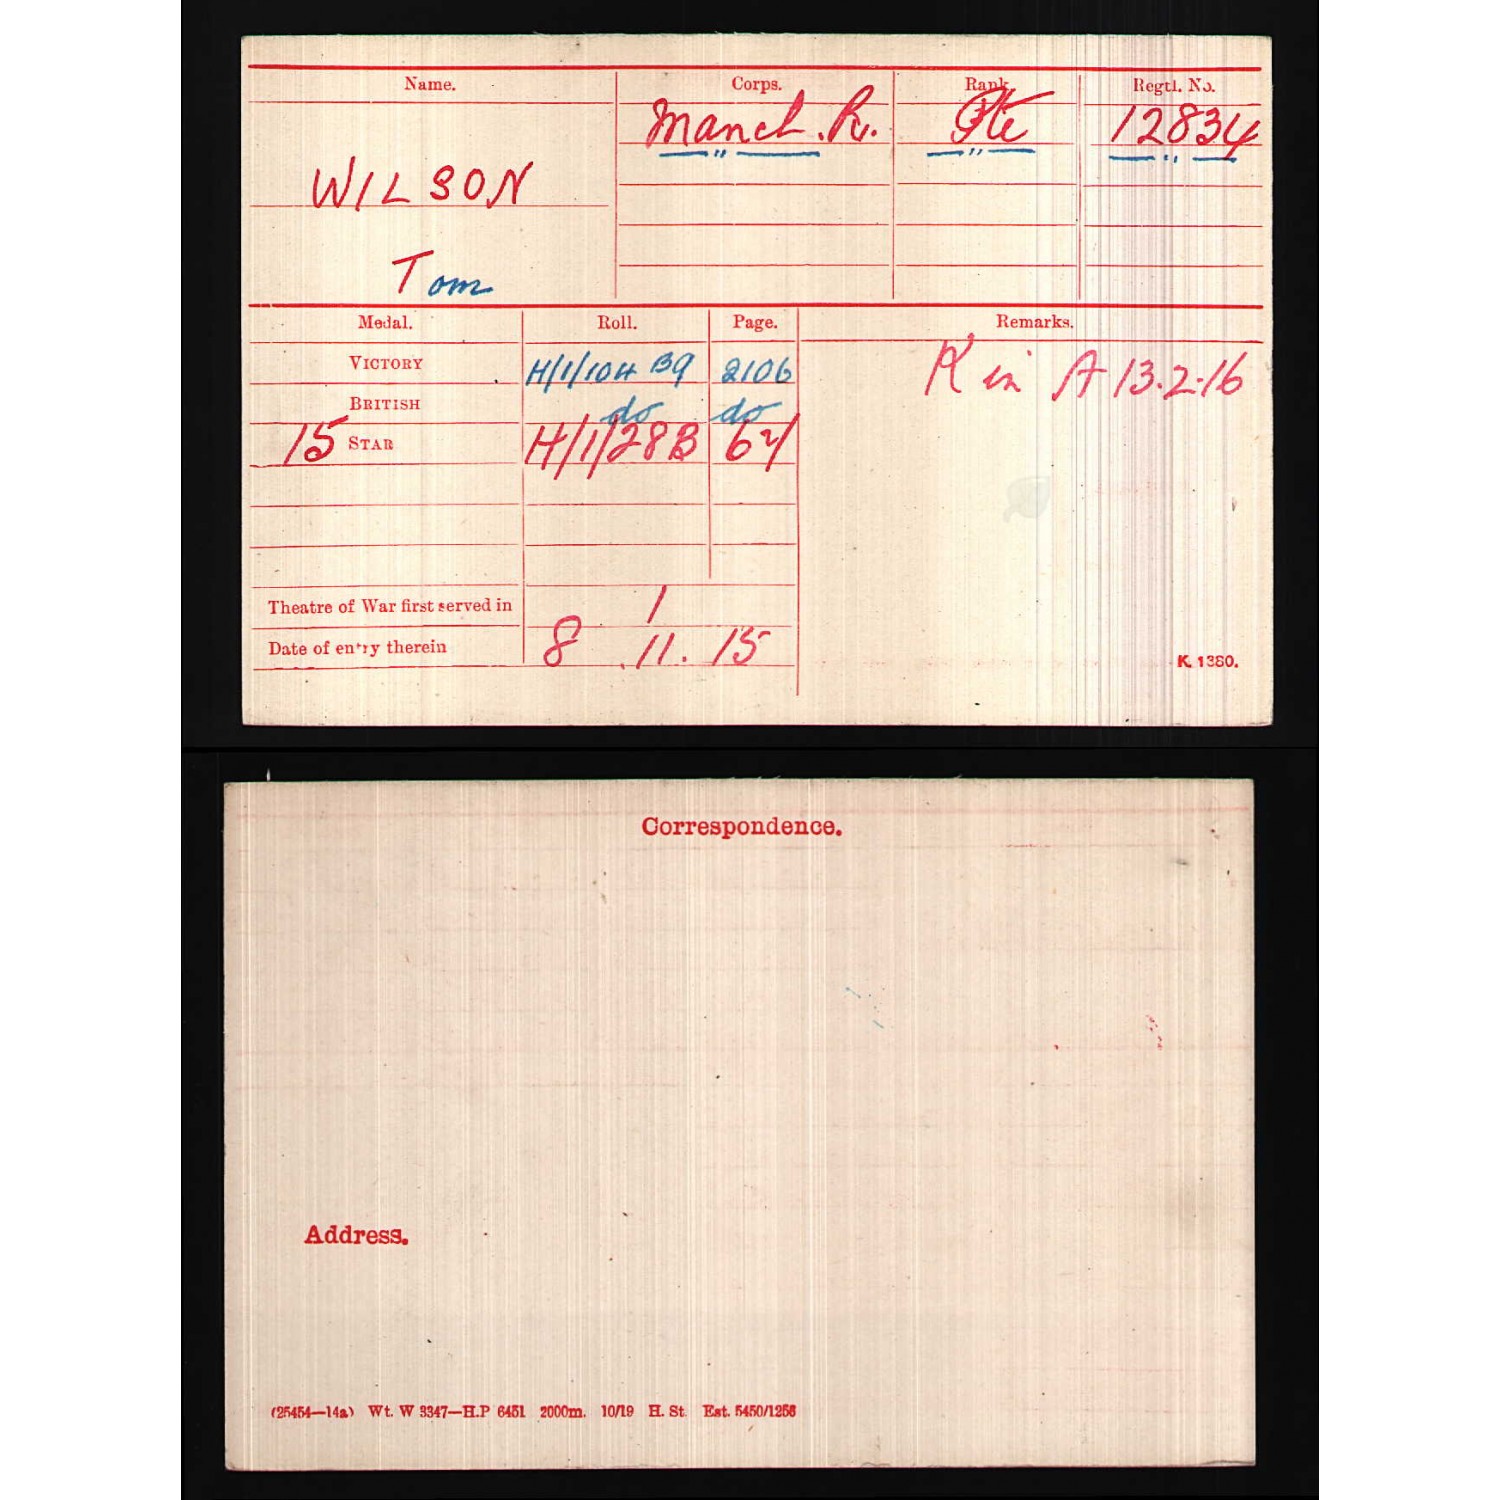 Name. Corps. Rank Regtl. No.
Manch. R. Pte 12834
" " "
WILSON
Tom
Medal. Roll. Page. Remarks.
VICTORY H/1/104 B9 2106 K in A 13.2.16
BRITISH do do
15 STAR H/1/28B
Theatre of War first served in 1
Date of entry therein 8 . 11. 15
K. 1380.
Correspondence.
Address.
(25454—14a) Wt. W 3347—H.P 6451 2000m. 10/19 H. St. Est. 5450/1256